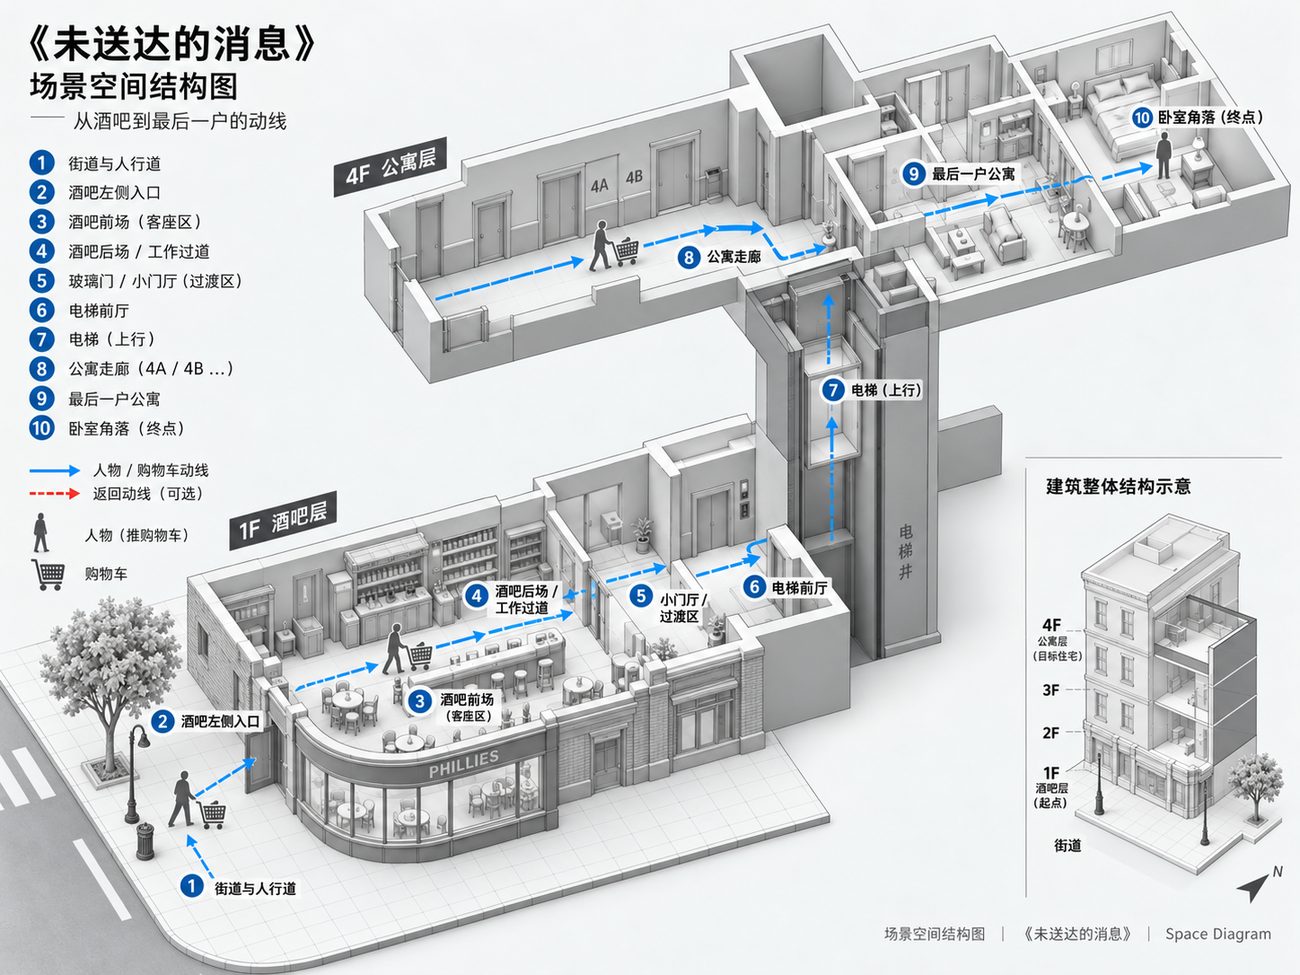 《未送达的消息》
场景空间结构图
—— 从酒吧到最后一户的动线
1 街道与人行道
2 酒吧左侧入口
3 酒吧前场（客座区）
4 酒吧后场 / 工作过道
5 玻璃门 / 小门厅（过渡区）
6 电梯前厅
7 电梯（上行）
8 公寓走廊（4A / 4B ...）
9 最后一户公寓
10 卧室角落（终点）
人物 / 购物车动线
返回动线（可选）
人物（推购物车）
购物车
4F 公寓层
4A 4B
8 公寓走廊
9 最后一户公寓
10 卧室角落（终点）
7 电梯（上行）
电梯井
1F 酒吧层
4 酒吧后场 /
工作过道
5 小门厅 /
过渡区
6 电梯前厅
3 酒吧前场
（客座区）
2 酒吧左侧入口
PHILLIES
1 街道与人行道
建筑整体结构示意
4F
公寓层
（目标住宅）
3F
2F
1F
酒吧层
（起点）
街道
N
场景空间结构图 | 《未送达的消息》 | Space Diagram